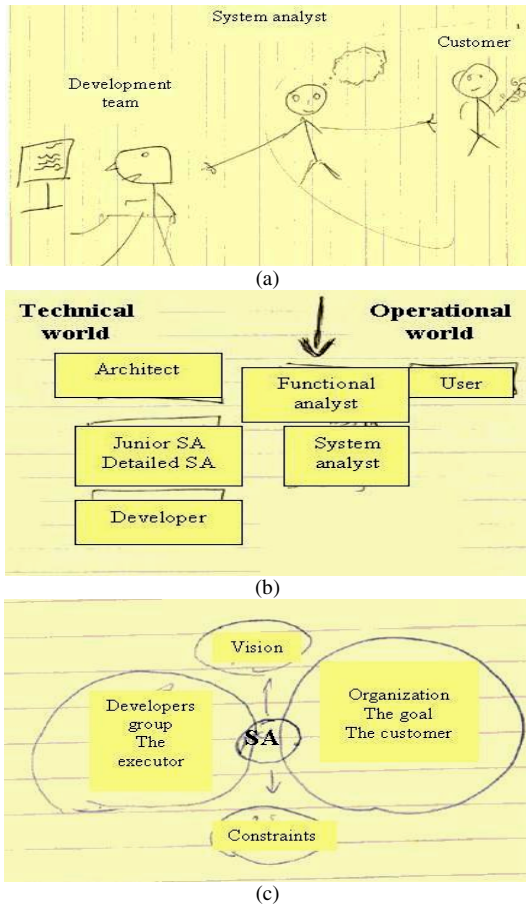 System analyst
Customer
Development
team
(a)
Technical
world
Operational
world
Architect
Functional
analyst
User
Junior SA
Detailed SA
System
analyst
Developer
(b)
Vision
Developers
group
The
executor
SA
Organization
The goal
The customer
Constraints
(c)